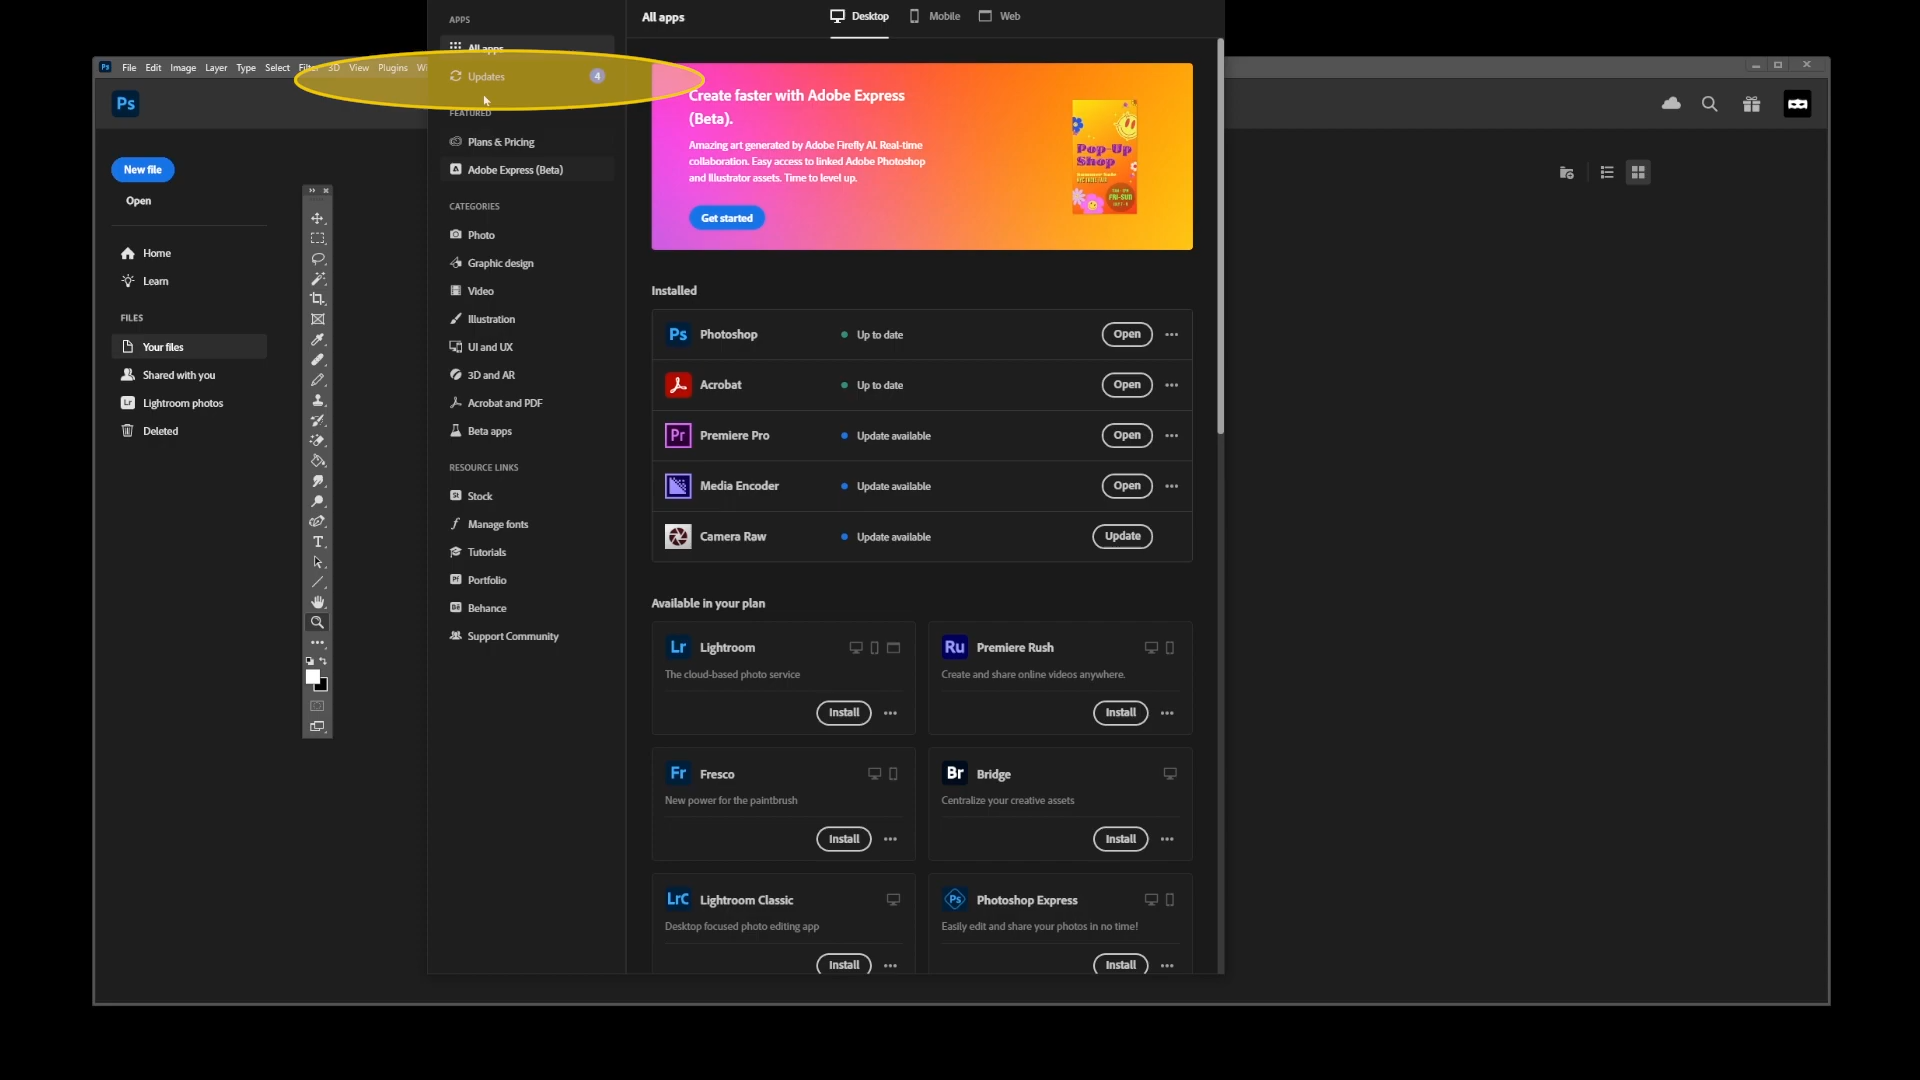 APPS
All apps
Updates 4
FEATURED
Plans & Pricing
Adobe Express (Beta)
CATEGORIES
Photo
Graphic design
Video
Illustration
UI and UX
3D and AR
Acrobat and PDF
Beta apps
RESOURCE LINKS
Stock
Manage fonts
Tutorials
Portfolio
Behance
Support Community
All apps
Desktop Mobile Web
Create faster with Adobe Express
(Beta).
Amazing art generated by Adobe Firefly AI. Real-time
collaboration. Easy access to linked Adobe Photoshop
and Illustrator assets. Time to level up.
Get started
Pop-Up
Shop
Installed
Ps Photoshop Up to date Open
Acrobat Up to date Open
Pr Premiere Pro Update available Open
Media Encoder Update available Open
Camera Raw Update available Update
Available in your plan
Lr Lightroom
The cloud-based photo service
Install
Ru Premiere Rush
Create and share online videos anywhere.
Install
Fr Fresco
New power for the paintbrush
Install
Br Bridge
Centralize your creative assets
Install
LrC Lightroom Classic
Desktop focused photo editing app
Install
Ps Photoshop Express
Easily edit and share your photos in no time!
Install
Ps File Edit Image Layer Type Select Filter 3D View Plugins
Ps
New file
Open
Home
Learn
FILES
Your files
Shared with you
Lr Lightroom photos
Deleted